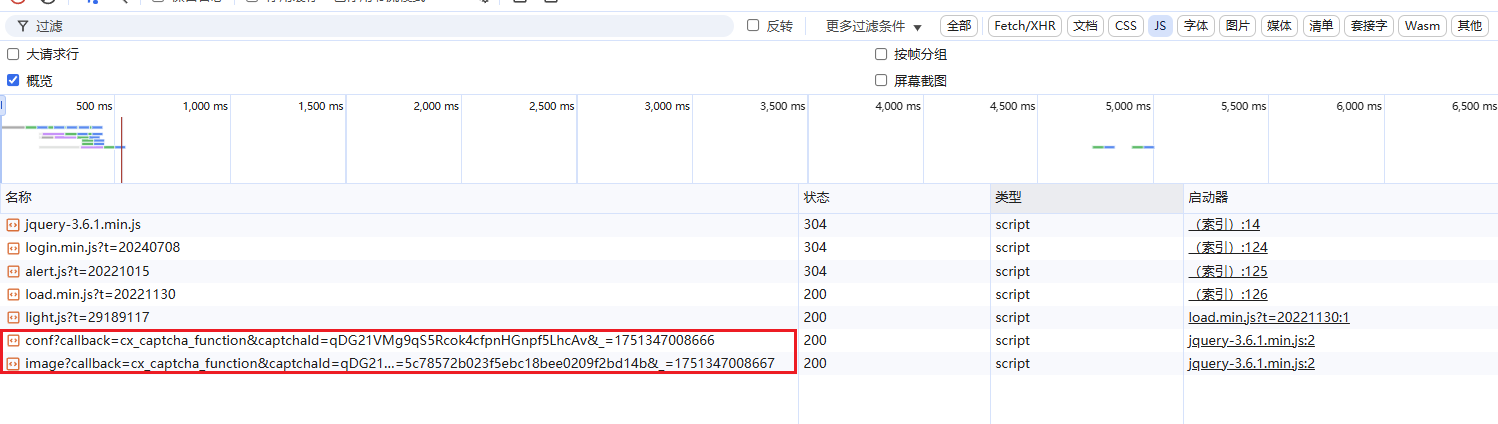 过滤 反转 更多过滤条件 全部 Fetch/XHR 文档 CSS JS 字体 图片 媒体 清单 套接字 Wasm 其他
大请求行 按帧分组
概览 屏幕截图
500 ms 1,000 ms 1,500 ms 2,000 ms 2,500 ms 3,000 ms 3,500 ms 4,000 ms 4,500 ms 5,000 ms 5,500 ms 6,000 ms 6,500 ms
名称 状态 类型 启动器
jquery-3.6.1.min.js 304 script （索引）:14
login.min.js?t=20240708 304 script （索引）:124
alert.js?t=20221015 304 script （索引）:125
load.min.js?t=20221130 200 script （索引）:126
light.js?t=29189117 200 script load.min.js?t=20221130:1
conf?callback=cx_captcha_function&captchaId=qDG21VMg9qS5Rcok4cfpnHGnpf5LhcAv&_=1751347008666 200 script jquery-3.6.1.min.js:2
image?callback=cx_captcha_function&captchaId=qDG21...=5c78572b023f5ebc18bee0209f2bd14b&_=1751347008667 200 script jquery-3.6.1.min.js:2